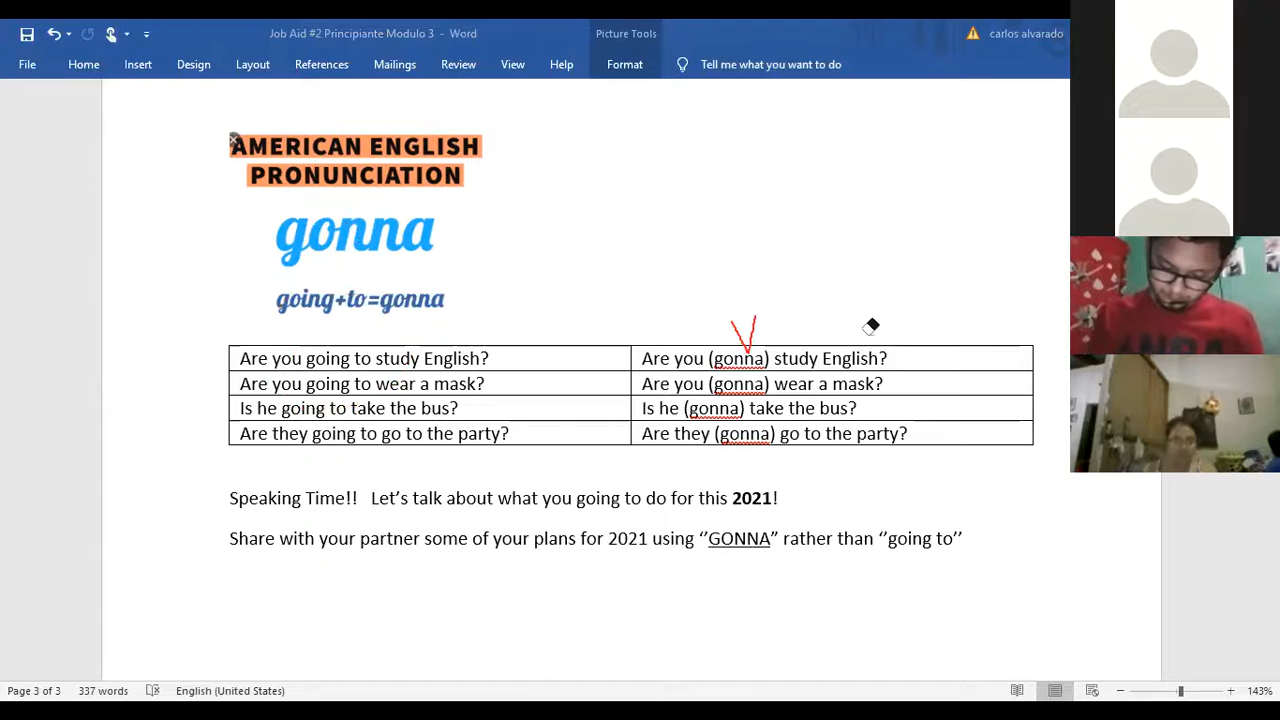 Job Aid #2 Principiante Modulo 3 - Word
Picture Tools
carlos alvarado
File Home Insert Design Layout References Mailings Review View Help Format Tell me what you want to do
AMERICAN ENGLISH
PRONUNCIATION
gonna
going+to=gonna
Are you going to study English? Are you (gonna) study English?
Are you going to wear a mask? Are you (gonna) wear a mask?
Is he going to take the bus? Is he (gonna) take the bus?
Are they going to go to the party? Are they (gonna) go to the party?
Speaking Time!! Let’s talk about what you going to do for this 2021!
Share with your partner some of your plans for 2021 using ‘’GONNA” rather than ‘’going to’’
Page 3 of 3 337 words English (United States) 143%